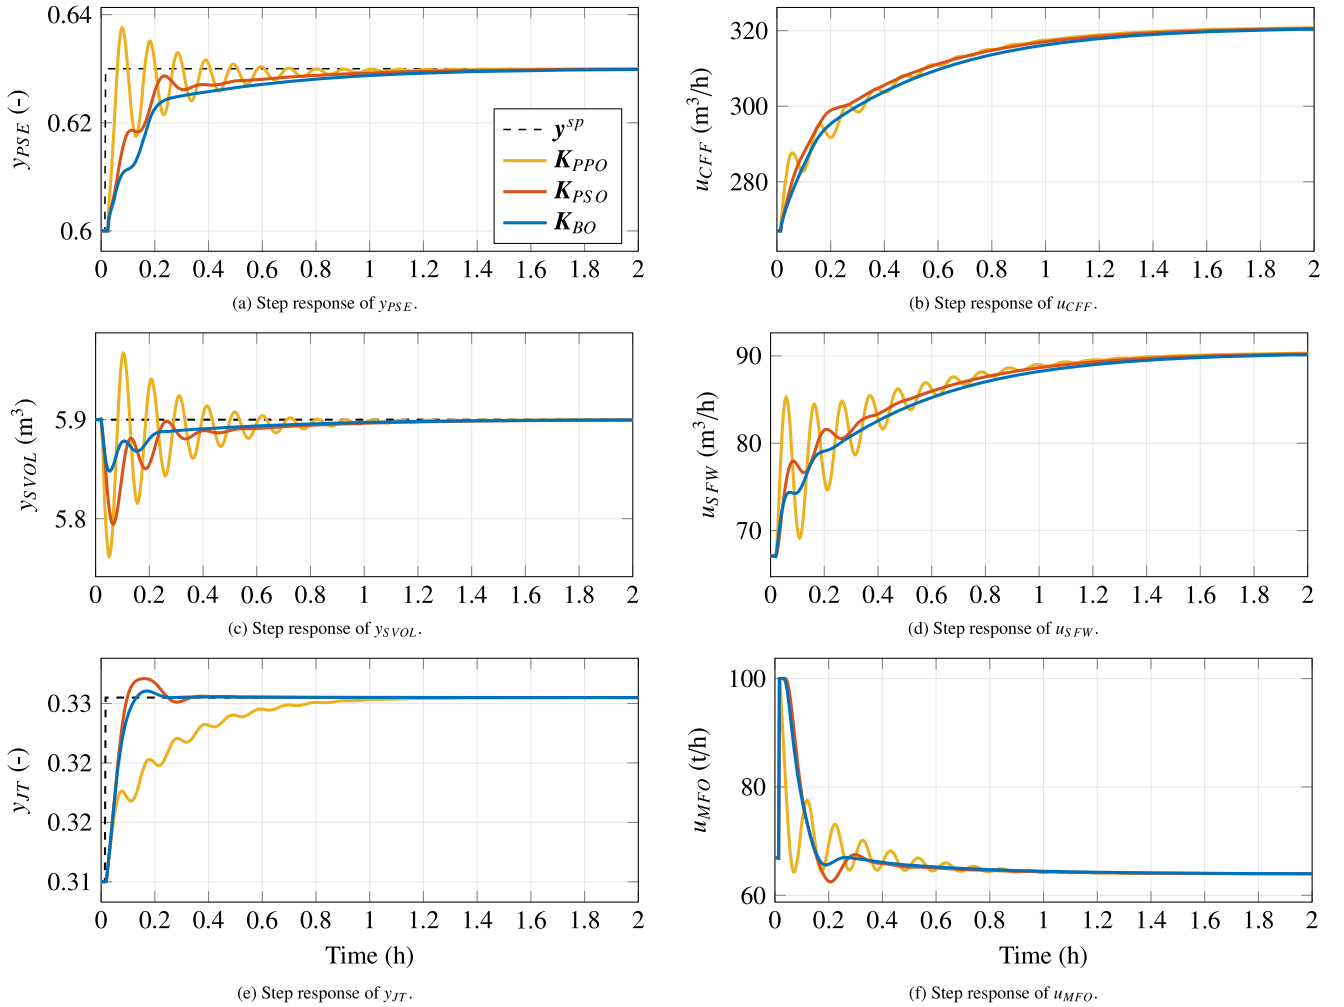 0.64
0.62
0.6
y_PSE (-)
y^sp
K_PPO
K_PSO
K_BO
0 0.2 0.4 0.6 0.8 1 1.2 1.4 1.6 1.8 2
(a) Step response of y_PSE.
320
300
280
u_CFF (m³/h)
0 0.2 0.4 0.6 0.8 1 1.2 1.4 1.6 1.8 2
(b) Step response of u_CFF.
5.9
5.8
y_SVOL (m³)
0 0.2 0.4 0.6 0.8 1 1.2 1.4 1.6 1.8 2
(c) Step response of y_SVOL.
90
80
70
u_SFW (m³/h)
0 0.2 0.4 0.6 0.8 1 1.2 1.4 1.6 1.8 2
(d) Step response of u_SFW.
0.33
0.32
0.32
0.31
y_JT (-)
0 0.2 0.4 0.6 0.8 1 1.2 1.4 1.6 1.8 2
Time (h)
(e) Step response of y_JT.
100
80
60
u_MFO (t/h)
0 0.2 0.4 0.6 0.8 1 1.2 1.4 1.6 1.8 2
Time (h)
(f) Step response of u_MFO.